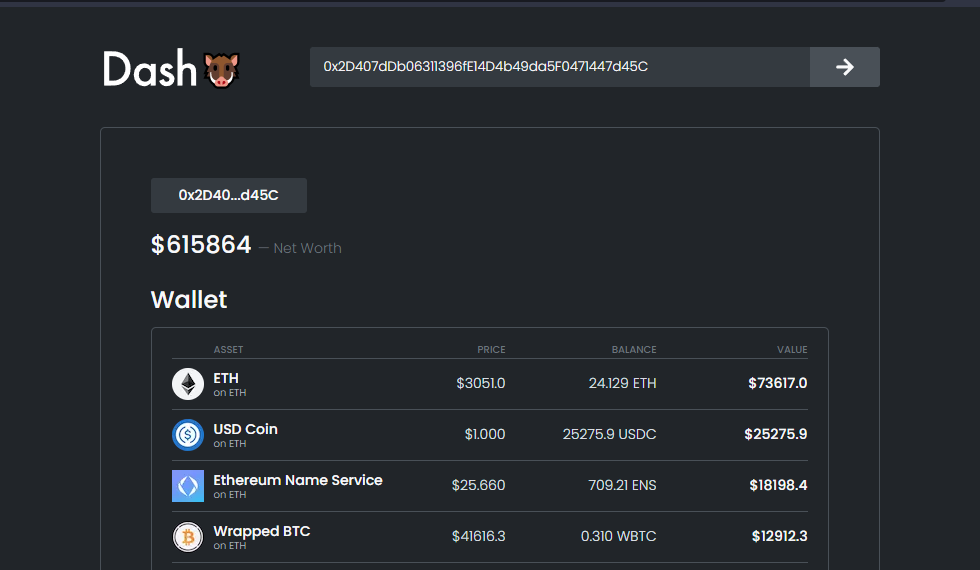 Dash
0x2D407dDb06311396fE14D4b49da5F0471447d45C
0x2D40...d45C
$615864 — Net Worth
Wallet
ASSET PRICE BALANCE VALUE
ETH $3051.0 24.129 ETH $73617.0
on ETH
USD Coin $1.000 25275.9 USDC $25275.9
on ETH
Ethereum Name Service $25.660 709.21 ENS $18198.4
on ETH
Wrapped BTC $41616.3 0.310 WBTC $12912.3
on ETH